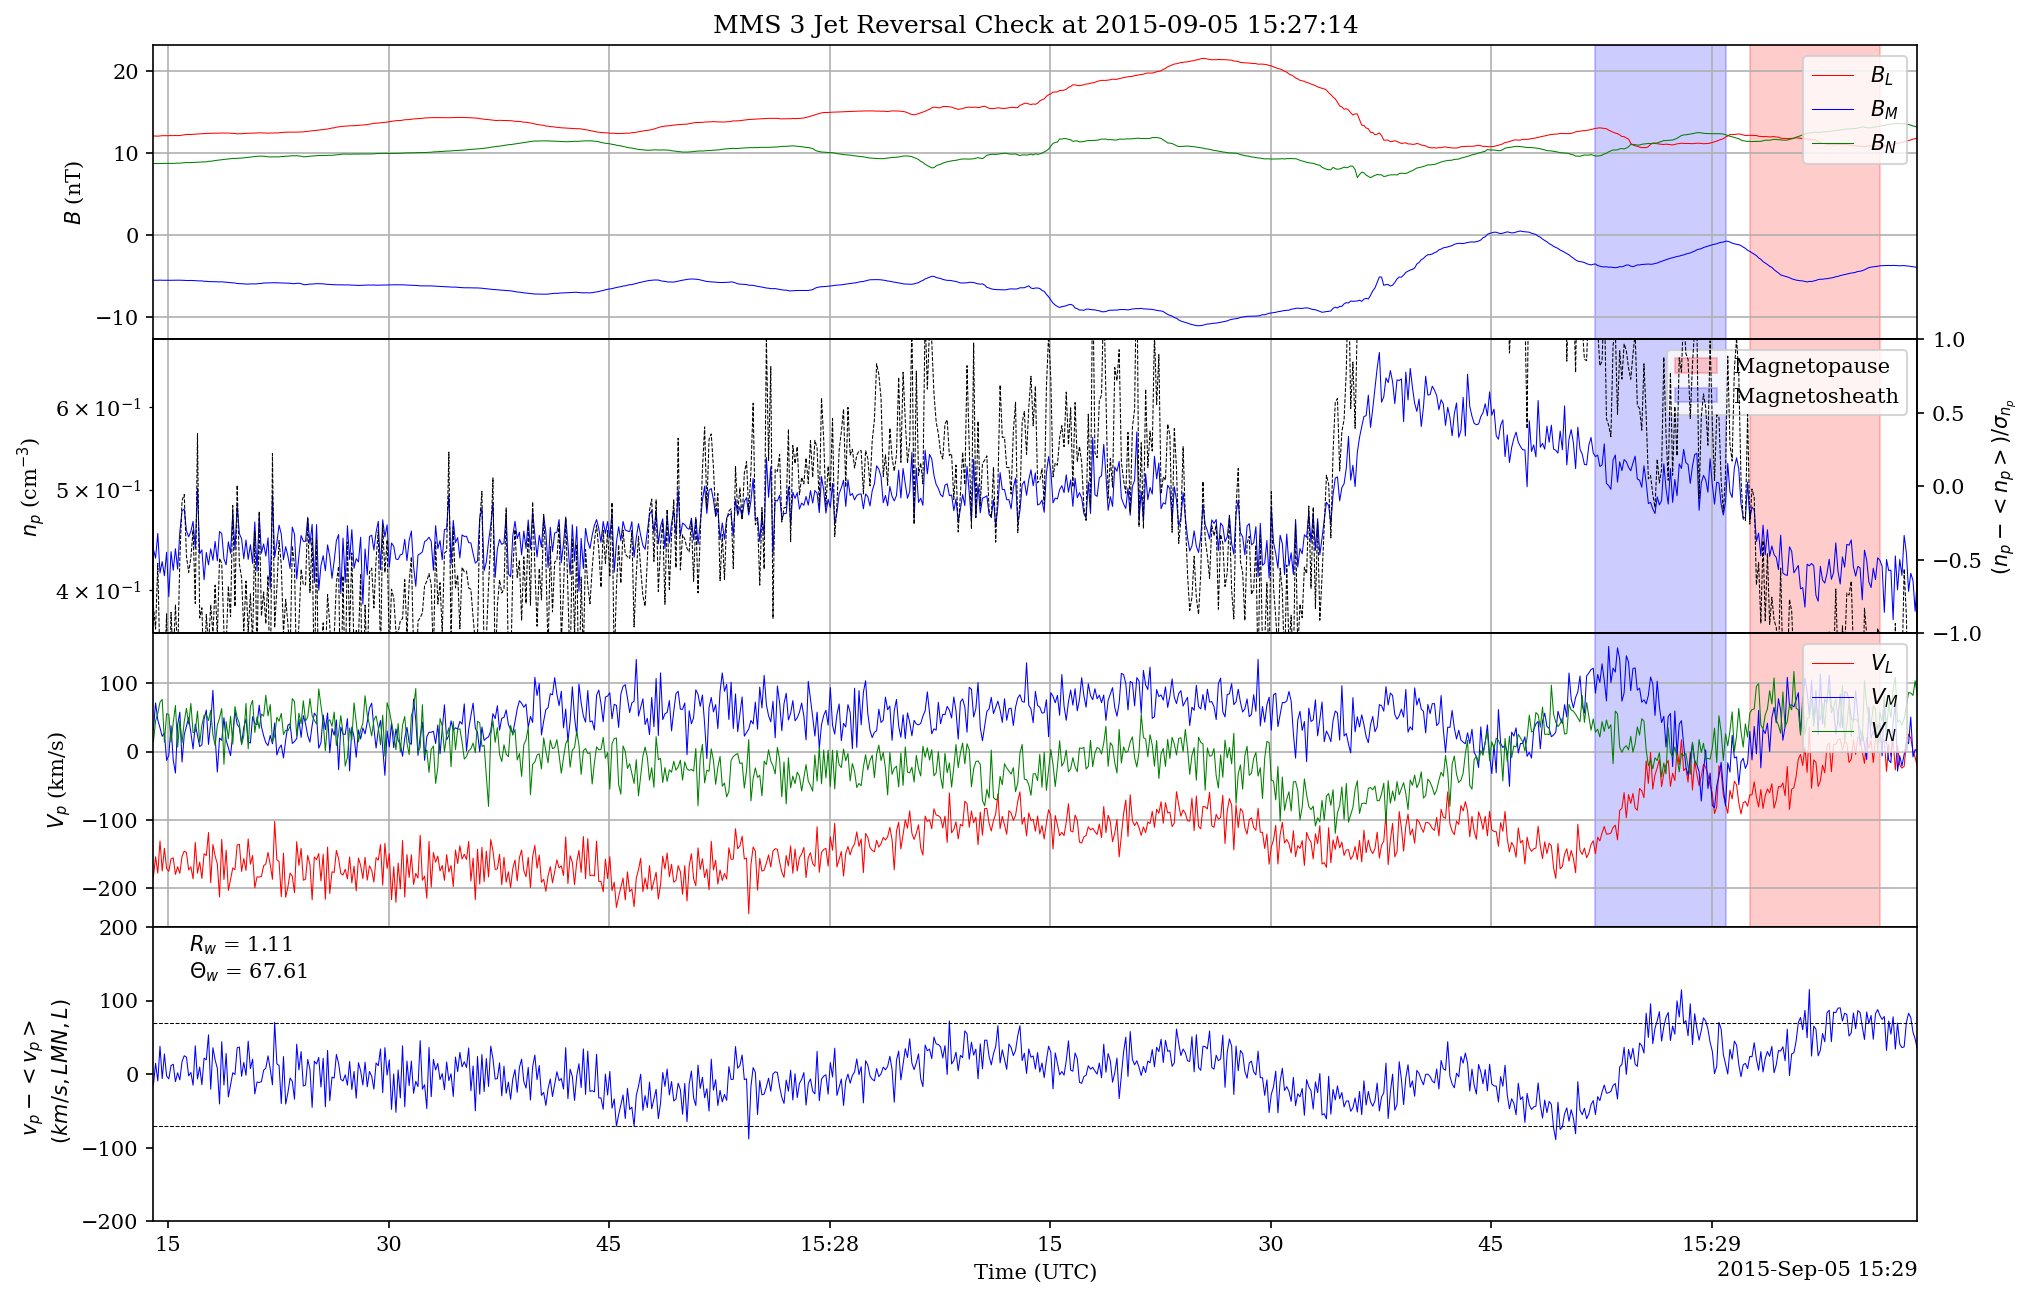 MMS 3 Jet Reversal Check at 2015-09-05 15:27:14
20
10
0
−10
B (nT)
B_L
B_M
B_N
6 × 10^{−1}
5 × 10^{−1}
4 × 10^{−1}
n_p (cm^{−3})
1.0
0.5
0.0
−0.5
−1.0
(n_p − < n_p >)/σ_{n_p}
Magnetopause
Magnetosheath
100
0
−100
−200
V_p (km/s)
V_L
V_M
V_N
200
100
0
−100
−200
v_p − < v_p >
(km/s, LMN, L)
R_w = 1.11
Θ_w = 67.61
15
30
45
15:28
15
30
45
15:29
Time (UTC)
2015-Sep-05 15:29